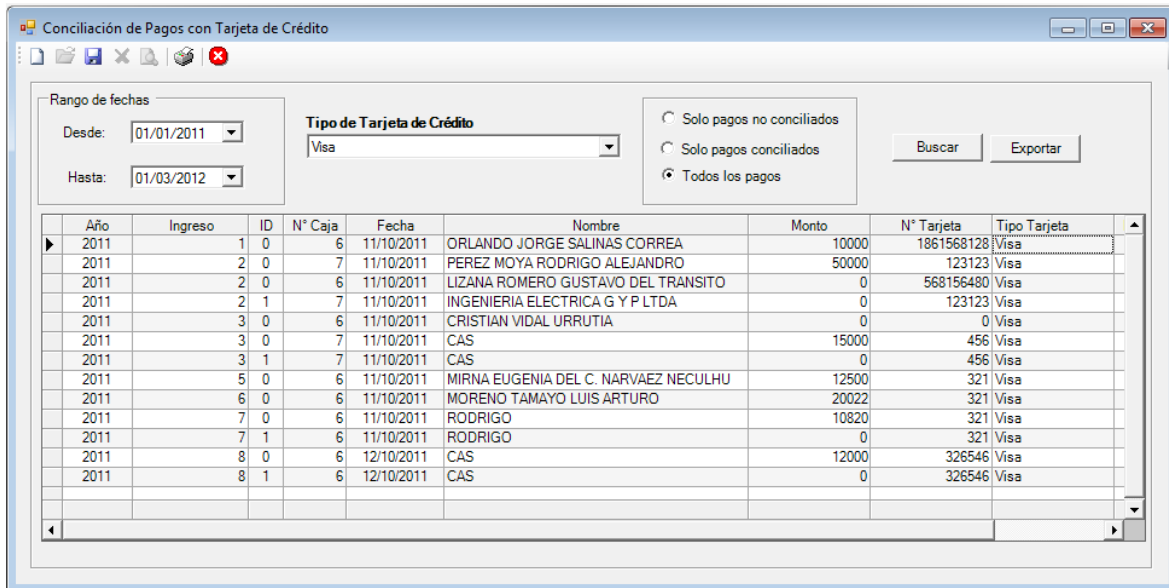 Conciliación de Pagos con Tarjeta de Crédito
Rango de fechas
Desde: 01/01/2011
Hasta: 01/03/2012
Tipo de Tarjeta de Crédito
Visa
Solo pagos no conciliados
Solo pagos conciliados
Todos los pagos
Buscar
Exportar
Año Ingreso ID N° Caja Fecha Nombre Monto N° Tarjeta Tipo Tarjeta
2011 1 0 6 11/10/2011 ORLANDO JORGE SALINAS CORREA 10000 1861568128 Visa
2011 2 0 7 11/10/2011 PEREZ MOYA RODRIGO ALEJANDRO 50000 123123 Visa
2011 2 0 6 11/10/2011 LIZANA ROMERO GUSTAVO DEL TRANSITO 0 568156480 Visa
2011 2 1 7 11/10/2011 INGENIERIA ELECTRICA G Y P LTDA 0 123123 Visa
2011 3 0 6 11/10/2011 CRISTIAN VIDAL URRUTIA 0 0 Visa
2011 3 0 7 11/10/2011 CAS 15000 456 Visa
2011 3 1 7 11/10/2011 CAS 0 456 Visa
2011 5 0 6 11/10/2011 MIRNA EUGENIA DEL C. NARVAEZ NECULHU 12500 321 Visa
2011 6 0 6 11/10/2011 MORENO TAMAYO LUIS ARTURO 20022 321 Visa
2011 7 0 6 11/10/2011 RODRIGO 10820 321 Visa
2011 7 1 6 11/10/2011 RODRIGO 0 321 Visa
2011 8 0 6 12/10/2011 CAS 12000 326546 Visa
2011 8 1 6 12/10/2011 CAS 0 326546 Visa